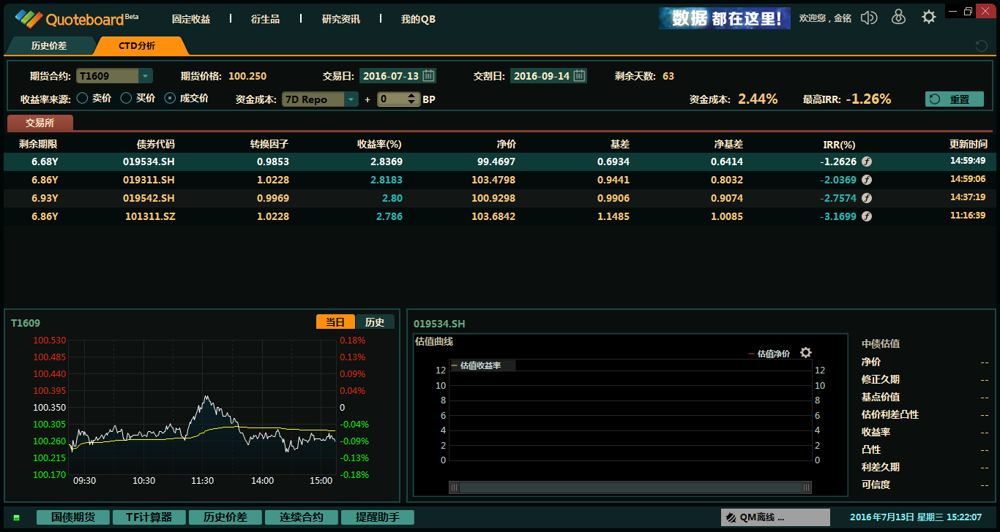 Quoteboard Beta 固定收益 衍生品 研究资讯 我的QB 数据 都在这里! 欢迎您，金铭
历史价差 CTD分析
期货合约: T1609 期货价格: 100.250 交易日: 2016-07-13 交割日: 2016-09-14 剩余天数: 63
收益率来源: 卖价 买价 成交价 资金成本: 7D Repo + 0 BP 资金成本: 2.44% 最高IRR: -1.26% 重置
交易所
剩余期限 债券代码 转换因子 收益率(%) 净价 基差 净基差 IRR(%) 更新时间
6.68Y 019534.SH 0.9853 2.8369 99.4697 0.6934 0.6414 -1.2626 f 14:59:49
6.86Y 019311.SH 1.0228 2.8183 103.4798 0.9441 0.8032 -2.0369 f 14:59:06
6.93Y 019542.SH 0.9969 2.80 100.9298 0.9906 0.9074 -2.7574 f 14:37:19
6.86Y 101311.SZ 1.0228 2.786 103.6842 1.1485 1.0085 -3.1699 f 11:16:39
T1609 当日 历史
100.530 0.18%
100.485 0.13%
100.440 0.09%
100.395 0.04%
100.350 0
100.305 -0.04%
100.260 -0.09%
100.215 -0.13%
100.170 -0.18%
09:30 10:30 11:30 14:00 15:00
019534.SH
估值曲线
估值净价
估值收益率
12 12
10 10
8 8
6 6
4 4
2 2
0 0
中债估值
净价 --
修正久期 --
基点价值 --
估价利差凸性 --
收益率 --
凸性 --
利差久期 --
可信度 --
国债期货 TF计算器 历史价差 连续合约 提醒助手 QM离线 ... 2016年7月13日 星期三 15:22:07